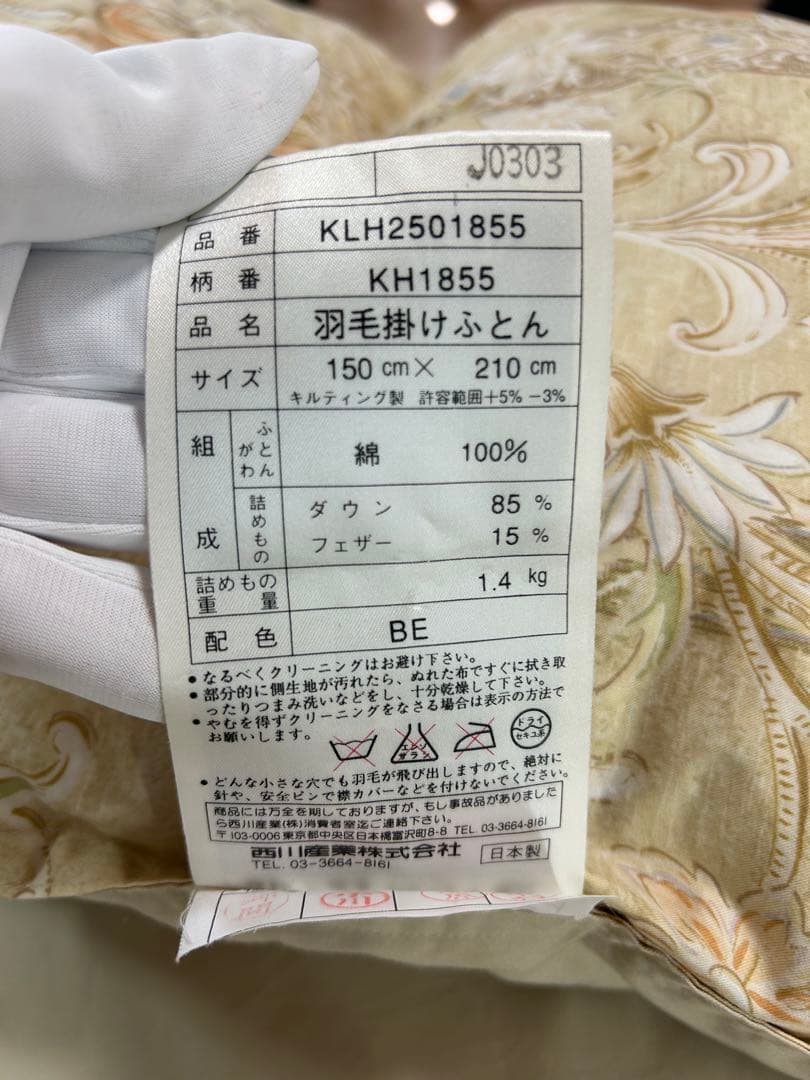 J0303
品番 KLH2501855
柄番 KH1855
品名 羽毛掛けふとん
サイズ 150cm× 210cm
キルティング製 許容範囲+5% -3%
組成 ふとんがわ 綿 100%
詰めもの ダウン 85%
フェザー 15%
詰めもの重量 1.4kg
配色 BE
●なるべくクリーニングはお避け下さい。
●部分的に側生地が汚れたら、ぬれた布ですぐに拭き取
ったりつまみ洗いなどをし、十分乾燥して下さい。
●やむを得ずクリーニングをなさる場合は表示の方法で
お願いします。
エンソサラシ
ドライ
セキユ系
●どんな小さな穴でも羽毛が飛び出しますので、絶対に
針や、安全ピンで襟カバーなどを付けないでください。
商品には万全を期しておりますが、もし事故品がありました
ら西川産業(株)消費者室迄ご連絡下さい。
〒103-0006 東京都中央区日本橋富沢町8-8 TEL 03-3664-8161
西川産業株式会社 日本製
TEL. 03-3664-8161